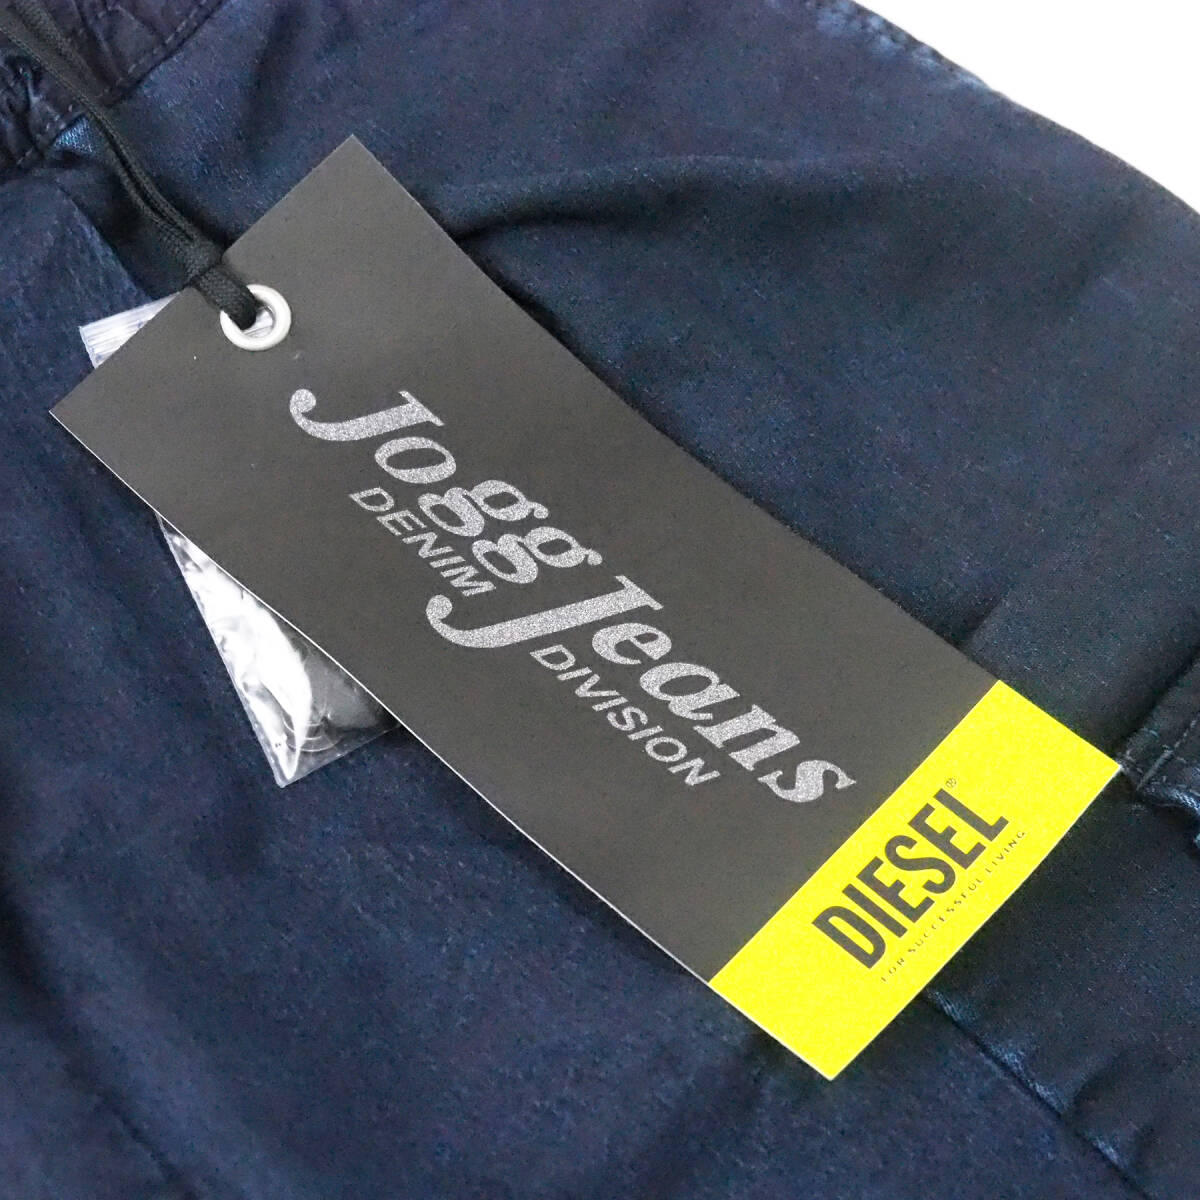 JoggJeans
DENIM DIVISION
DIESEL®
FOR SUCCESSFUL LIVING